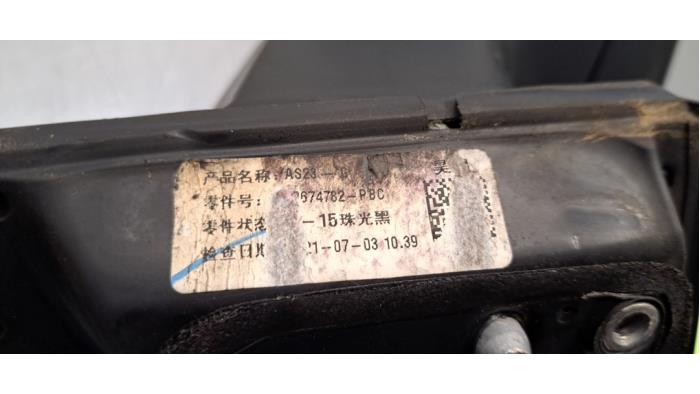 产品名称: AS23
零件号: 2674782-PBC
零件状态 -15珠光黑
检查日期 21-07-03 10.39